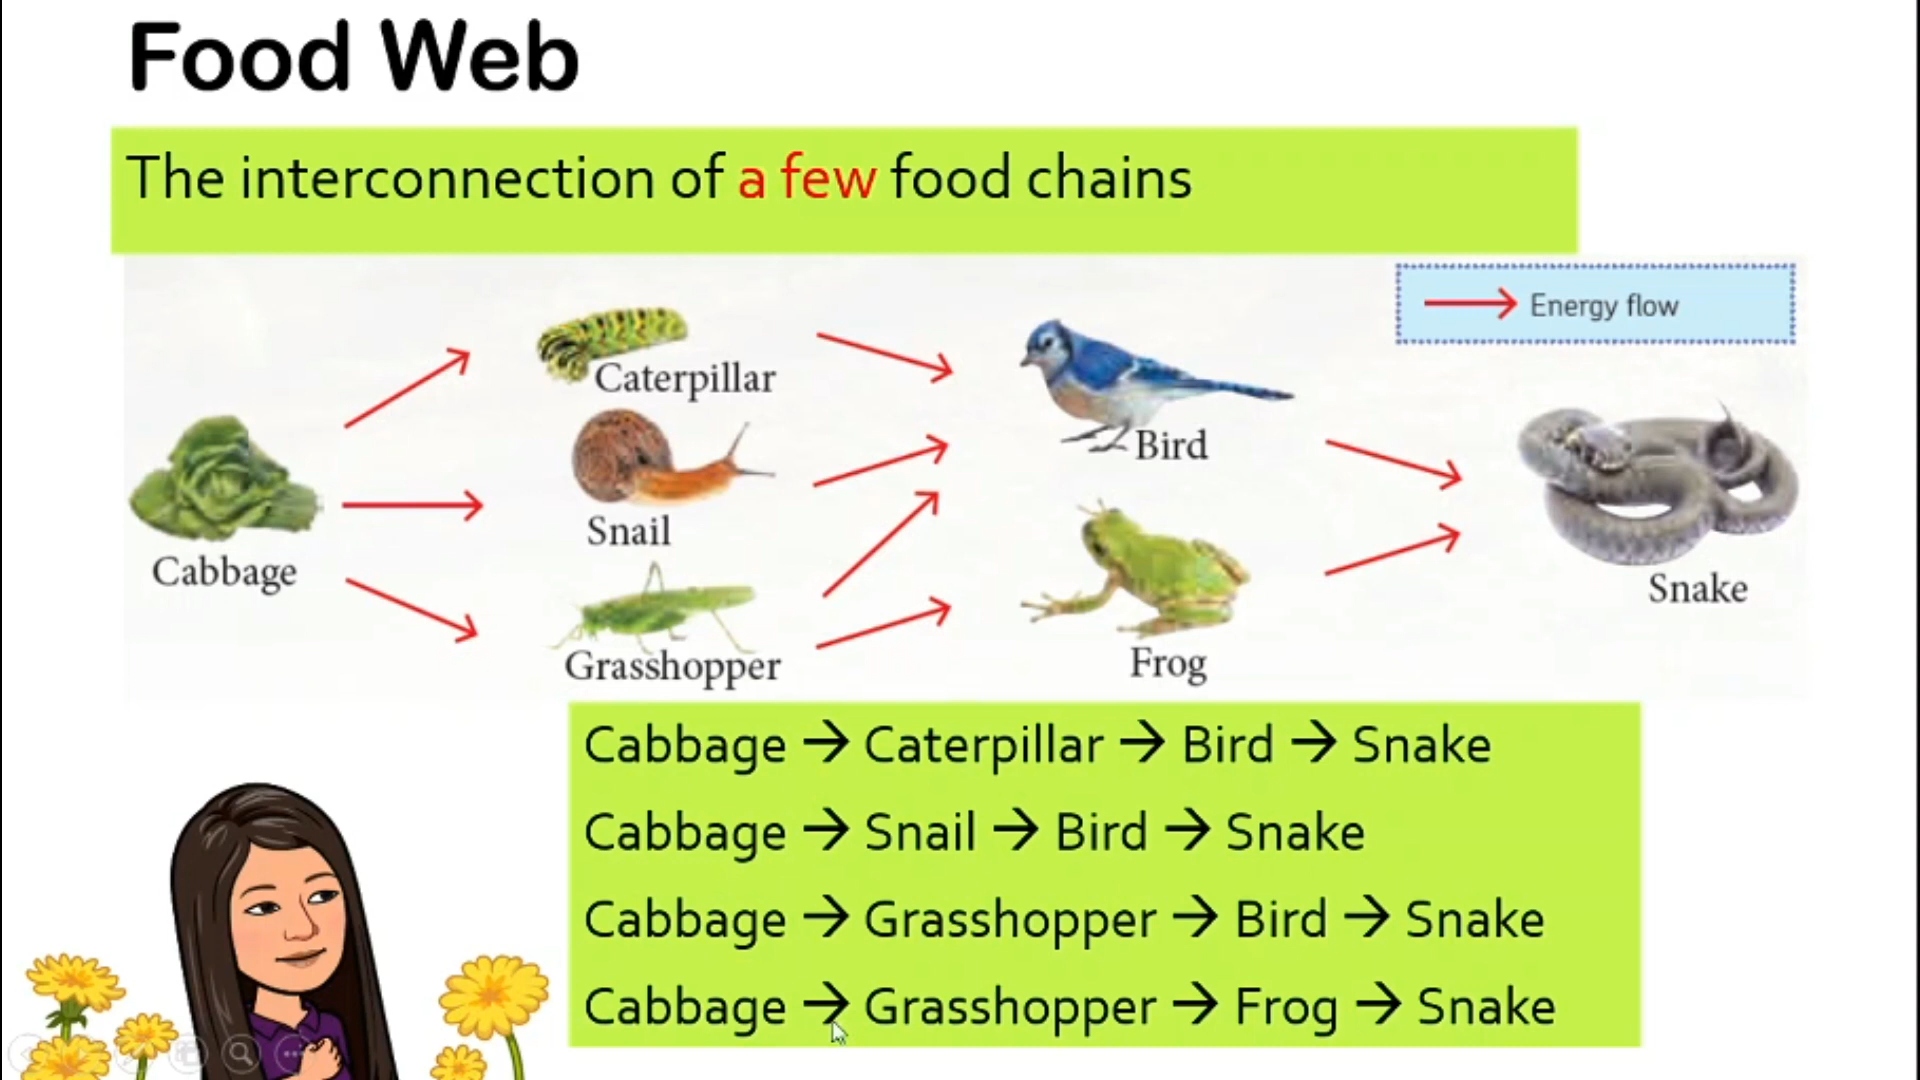 Food Web
The interconnection of a few food chains
Energy flow
Caterpillar
Bird
Snail
Cabbage
Snake
Grasshopper
Frog
Cabbage → Caterpillar → Bird → Snake
Cabbage → Snail → Bird → Snake
Cabbage → Grasshopper → Bird → Snake
Cabbage → Grasshopper → Frog → Snake